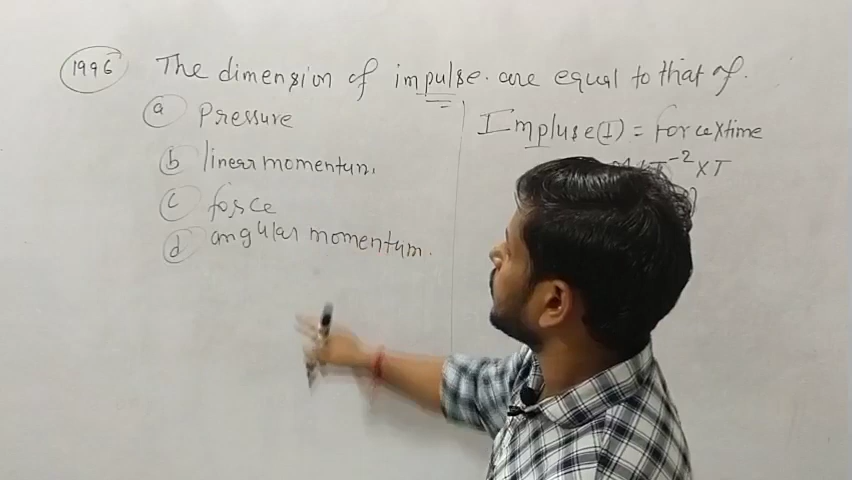 1996 The dimension of impulse. are equal to that of.
a Pressure
b linear momentum.
c force
d angular momentum.
Impluse (I) = force x time
T⁻² x T